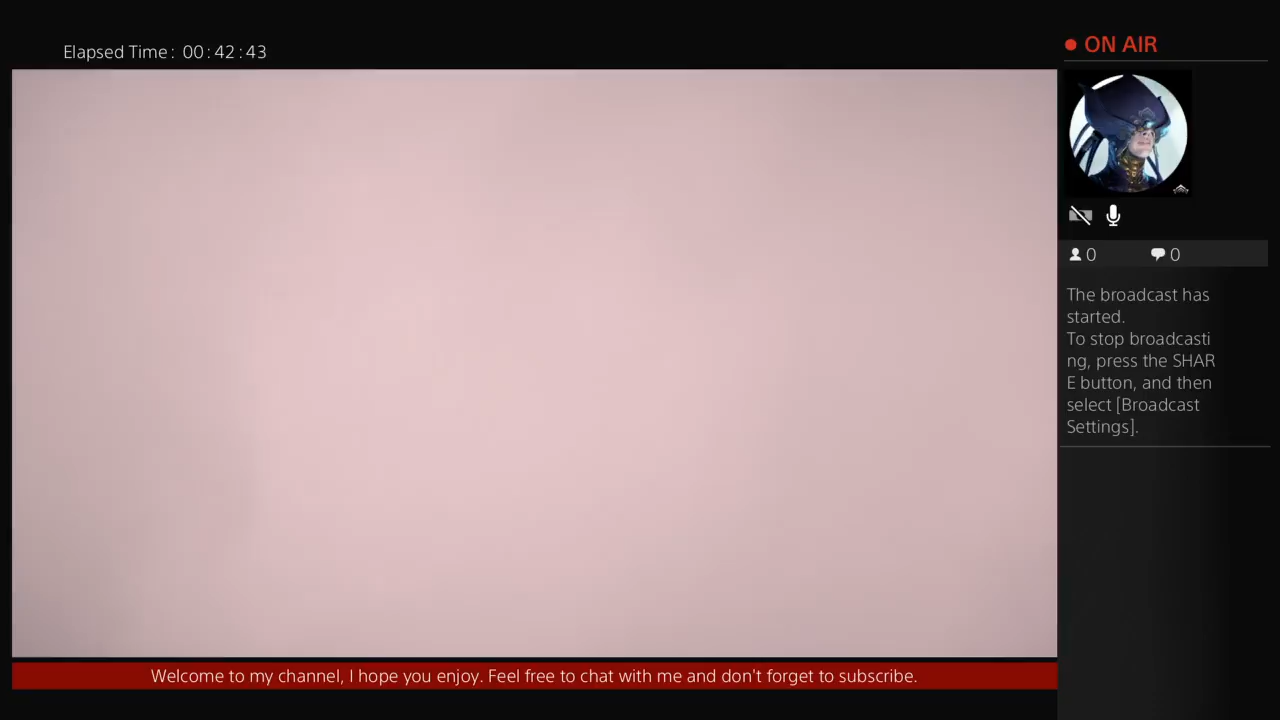 Elapsed Time: 00:42:43
ON AIR
0 0
The broadcast has
started.
To stop broadcasti
ng, press the SHAR
E button, and then
select [Broadcast
Settings].
Welcome to my channel, I hope you enjoy. Feel free to chat with me and don't forget to subscribe.